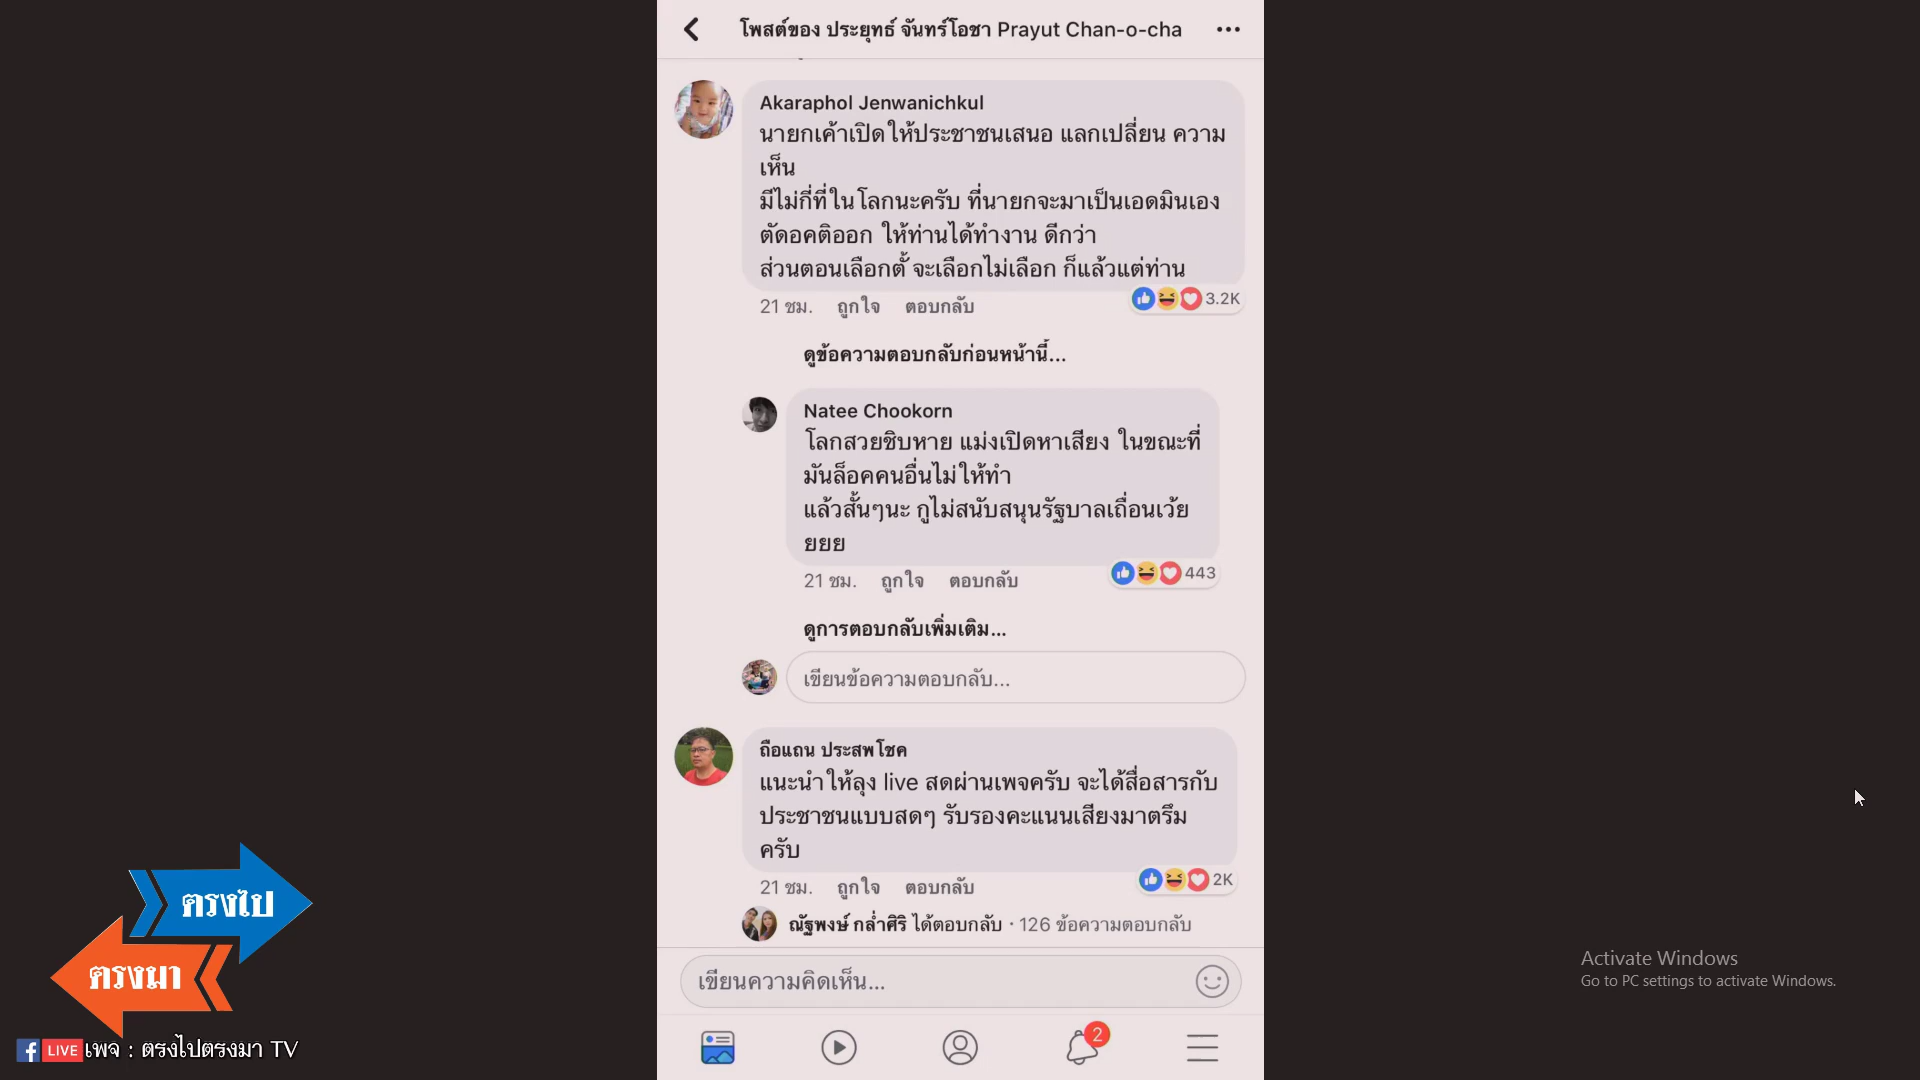 โพสต์ของ ประยุทธ์ จันทร์โอชา Prayut Chan-o-cha
Akaraphol Jenwanichkul
นายกเค้าเปิดให้ประชาชนเสนอ แลกเปลี่ยน ความ
เห็น
มีไม่กี่ที่ในโลกนะครับ ที่นายกจะมาเป็นเอดมินเอง
ตัดอคติออก ให้ท่านได้ทำงาน ดีกว่า
ส่วนตอนเลือกตั้ จะเลือกไม่เลือก ก็แล้วแต่ท่าน
21 ชม. ถูกใจ ตอบกลับ 3.2K
ดูข้อความตอบกลับก่อนหน้านี้...
Natee Chookorn
โลกสวยชิบหาย แม่งเปิดหาเสียง ในขณะที่
มันล็อคคนอื่นไม่ให้ทำ
แล้วสั้นๆนะ กูไม่สนับสนุนรัฐบาลเถื่อนเว้ย
ยยย
21 ชม. ถูกใจ ตอบกลับ 443
ดูการตอบกลับเพิ่มเติม...
เขียนข้อความตอบกลับ...
ถือแถน ประสพโชค
แนะนำให้ลุง live สดผ่านเพจครับ จะได้สื่อสารกับ
ประชาชนแบบสดๆ รับรองคะแนนเสียงมาตรึม
ครับ
21 ชม. ถูกใจ ตอบกลับ 2K
ณัฐพงษ์ กล่ำศิริ ได้ตอบกลับ · 126 ข้อความตอบกลับ
เขียนความคิดเห็น...
2
ตรงไป
ตรงมา
LIVE เพจ : ตรงไปตรงมา TV
Activate Windows
Go to PC settings to activate Windows.